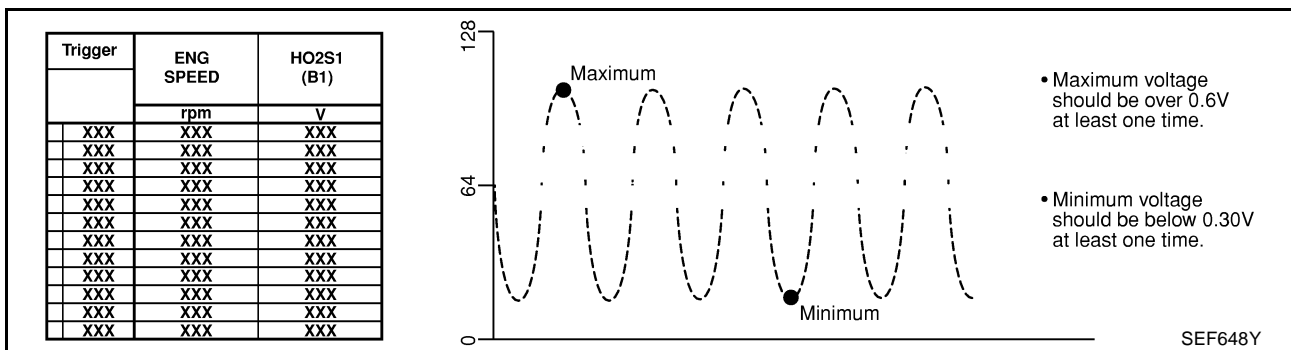 Trigger ENG SPEED HO2S1 (B1)
rpm V
XXX XXX XXX
XXX XXX XXX
XXX XXX XXX
XXX XXX XXX
XXX XXX XXX
XXX XXX XXX
XXX XXX XXX
XXX XXX XXX
XXX XXX XXX
XXX XXX XXX
XXX XXX XXX
XXX XXX XXX
128
64
0
Maximum
Minimum
• Maximum voltage
should be over 0.6V
at least one time.
• Minimum voltage
should be below 0.30V
at least one time.
SEF648Y